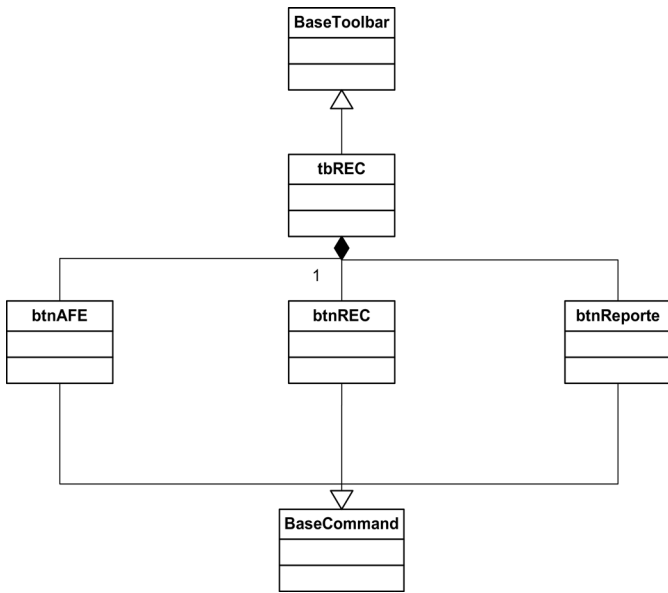 BaseToolbar
tbREC
1
btnAFE
btnREC
btnReporte
BaseCommand